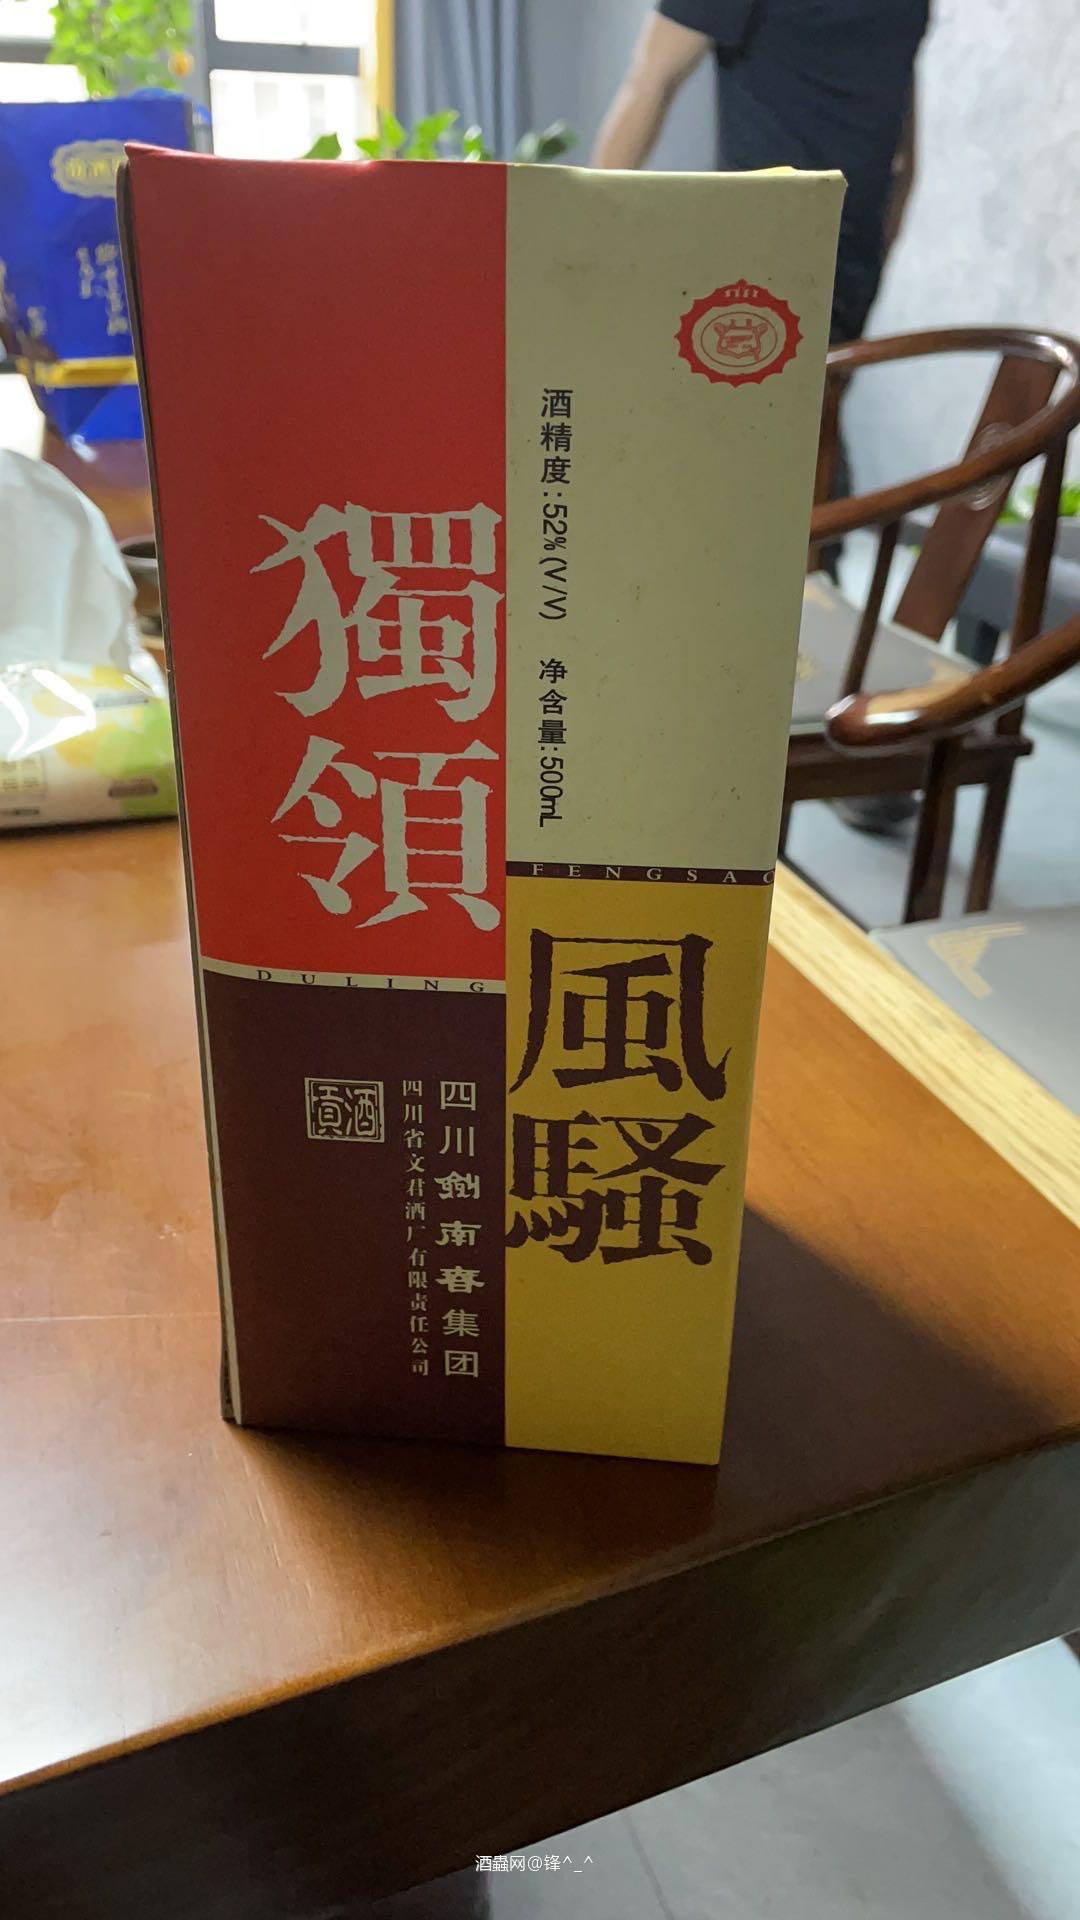 獨領
DULING
風騷
FENGSAO
酒精度:52%(V/V) 净含量:500mL
四川剑南春集团
四川省文君酒厂有限责任公司
貢酒
酒蟲网@锋^_^